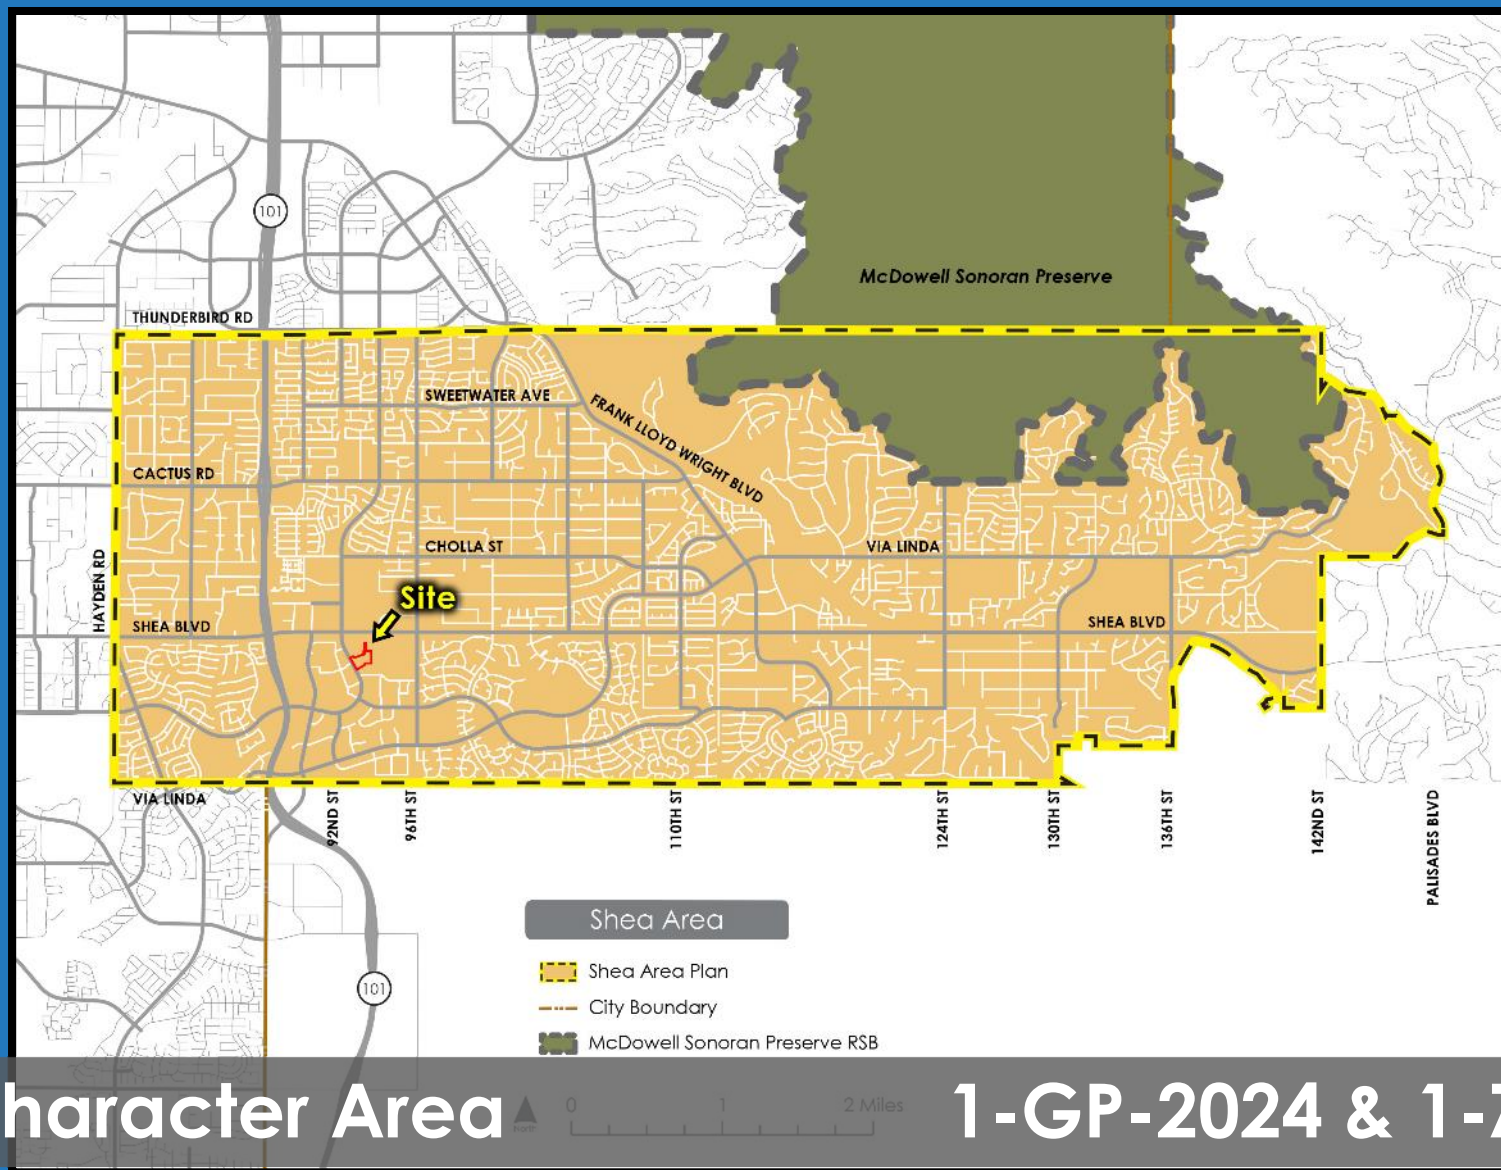 101
McDowell Sonoran Preserve
THUNDERBIRD RD
SWEETWATER AVE
FRANK LLOYD WRIGHT BLVD
CACTUS RD
CHOLLA ST
VIA LINDA
HAYDEN RD
Site
SHEA BLVD
SHEA BLVD
VIA LINDA
92ND ST
96TH ST
110TH ST
124TH ST
130TH ST
136TH ST
142ND ST
PALISADES BLVD
Shea Area
Shea Area Plan
101
City Boundary
McDowell Sonoran Preserve RSB
haracter Area
North
0 1 2 Miles
1-GP-2024 & 1-Z